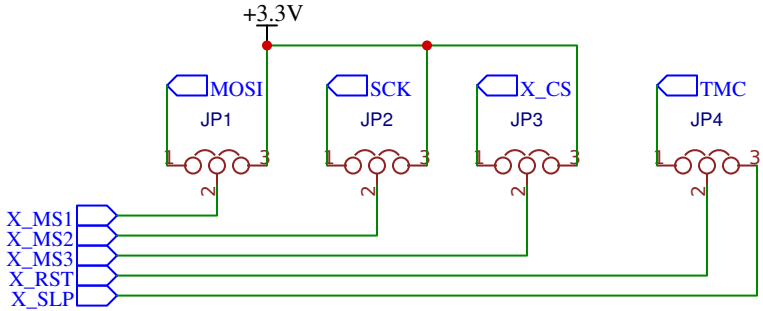 +3.3V
MOSI SCK X_CS TMC
JP1 JP2 JP3 JP4
1 3 1 3 1 3 1 3
2 2 2 2
X_MS1
X_MS2
X_MS3
X_RST
X_SLP